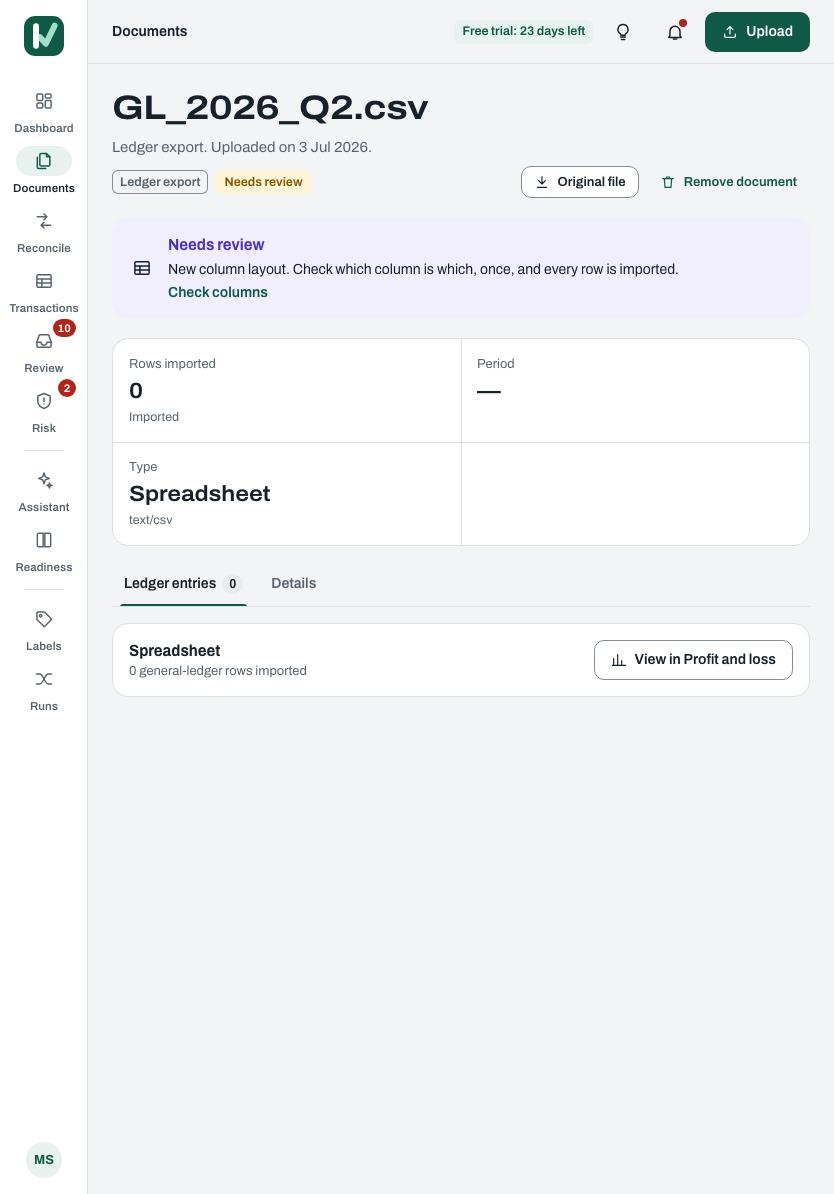 Documents
Free trial: 23 days left
Upload
Dashboard
Documents
Reconcile
Transactions
10
Review
2
Risk
Assistant
Readiness
Labels
Runs
MS
GL_2026_Q2.csv
Ledger export. Uploaded on 3 Jul 2026.
Ledger export
Needs review
Original file
Remove document
Needs review
New column layout. Check which column is which, once, and every row is imported.
Check columns
Rows imported
0
Imported
Period
—
Type
Spreadsheet
text/csv
Ledger entries 0
Details
Spreadsheet
0 general-ledger rows imported
View in Profit and loss